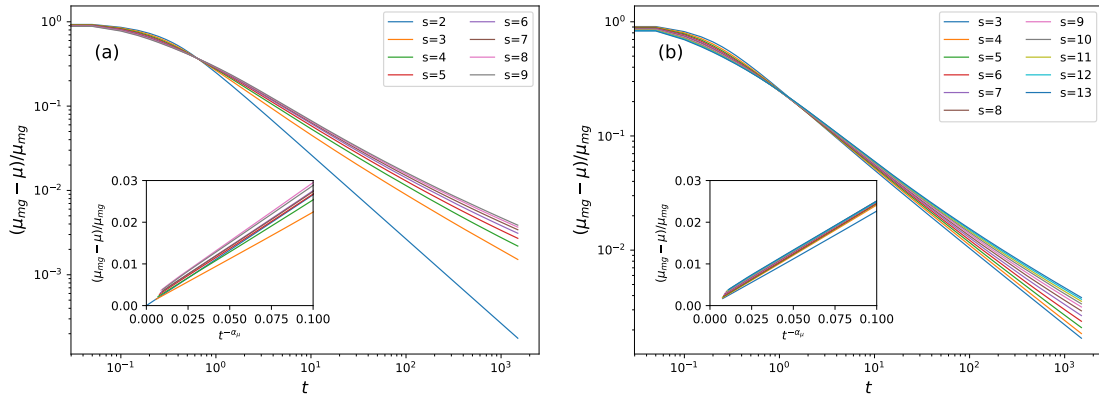 (a)
s=2
s=3
s=4
s=5
s=6
s=7
s=8
s=9
(μ_mg − μ)/μ_mg
10^0
10^−1
10^−2
10^−3
10^−1
10^0
10^1
10^2
10^3
t
(μ_mg − μ)/μ_mg
0.03
0.02
0.01
0.00
0.000
0.025
0.050
0.075
0.100
t^−α_μ
(b)
s=3
s=4
s=5
s=6
s=7
s=8
s=9
s=10
s=11
s=12
s=13
(μ_mg − μ)/μ_mg
10^0
10^−1
10^−2
10^−1
10^0
10^1
10^2
10^3
t
(μ_mg − μ)/μ_mg
0.03
0.02
0.01
0.00
0.000
0.025
0.050
0.075
0.100
t^−α_μ